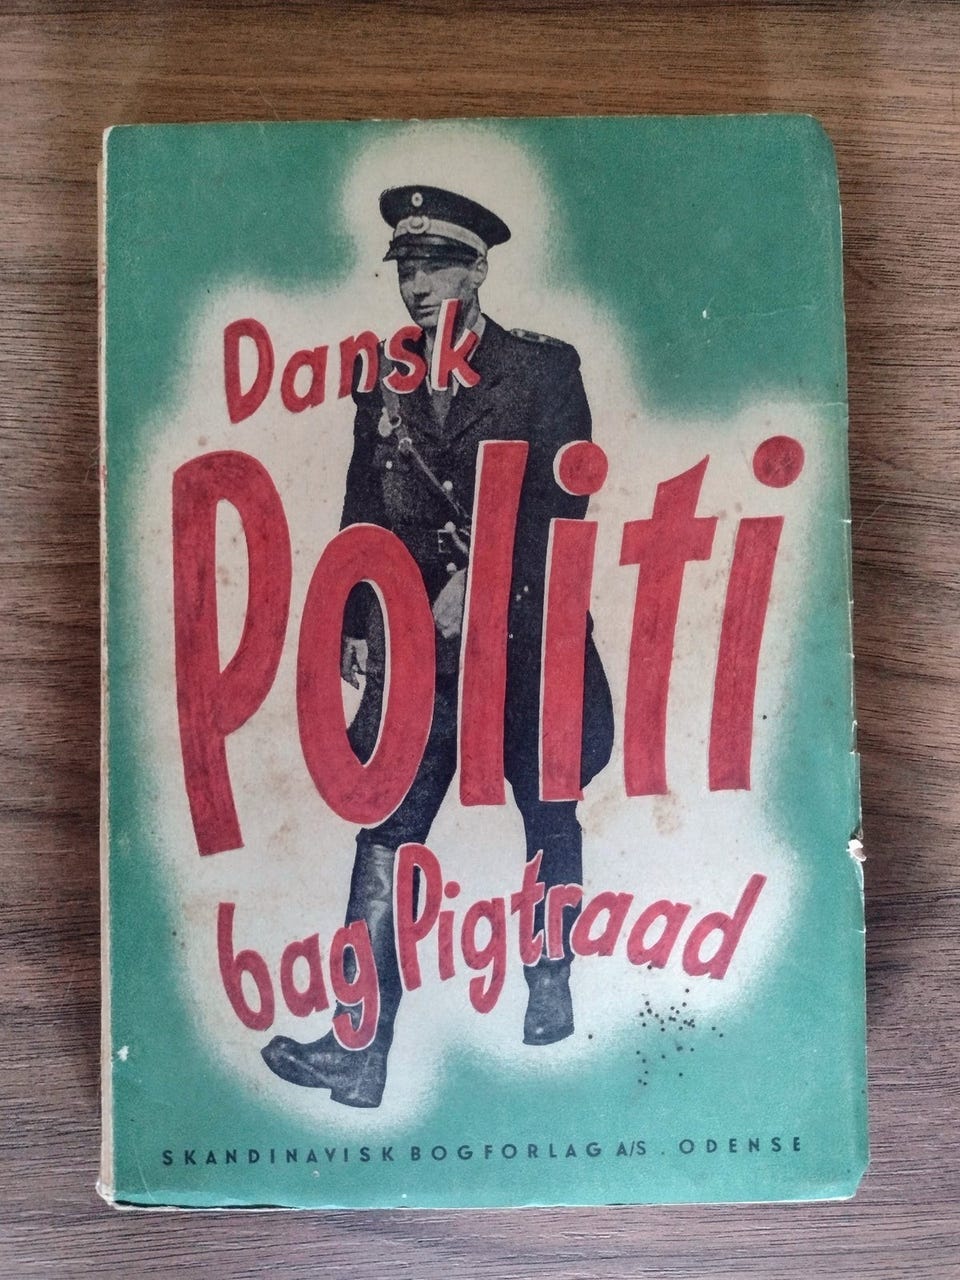 Dansk
Politi
bag Pigtraad
SKANDINAVISK BOGFORLAG A/S . ODENSE